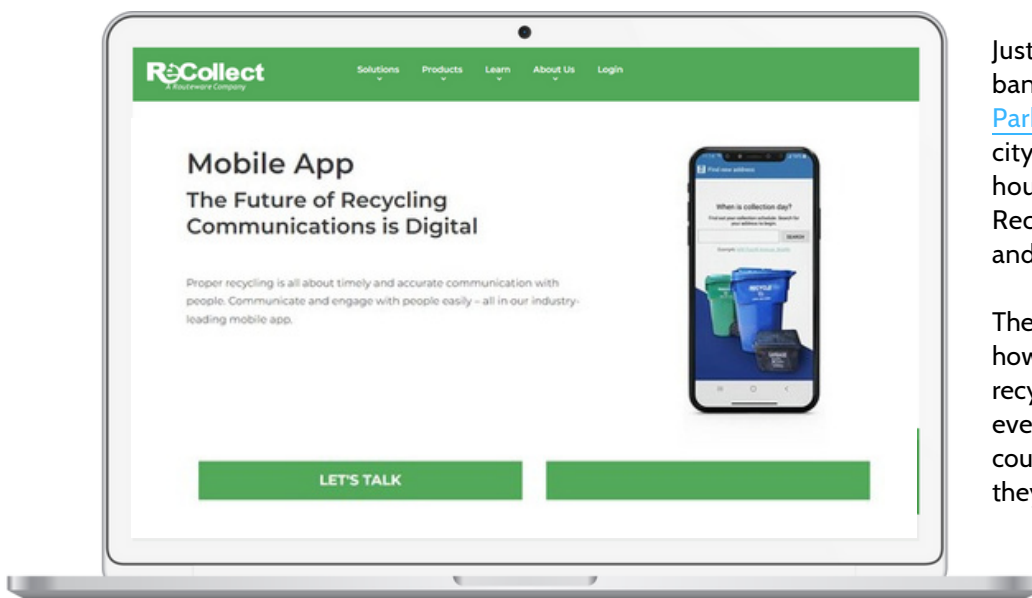 ReCollect
A Routeware Company
Solutions
Products
Learn
About Us
Login
Mobile App
The Future of Recycling
Communications is Digital
Proper recycling is all about timely and accurate communication with
people. Communicate and engage with people easily – all in our industry-
leading mobile app.
Find new address
When is collection day?
Find out your collection schedule. Search for
your address to begin.
SEARCH
Example:
RECYCLE
LET'S TALK
Just
ban
Par
city
hou
Rec
and
The
how
recy
eve
cou
they